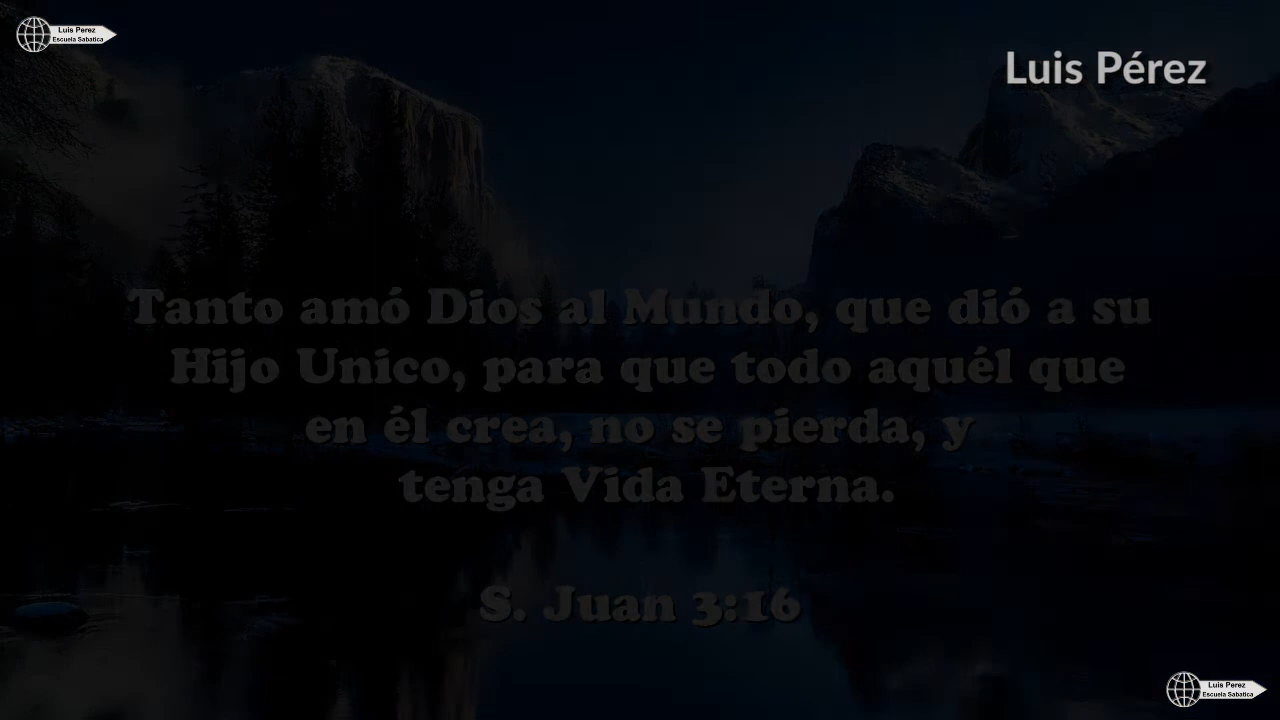 Luis Perez
Escuela Sabatica
Luis Pérez
Tanto amó Dios al Mundo, que dió a su
Hijo Unico, para que todo aquél que
en él crea, no se pierda, y
tenga Vida Eterna.
S. Juan 3:16
Luis Perez
Escuela Sabatica